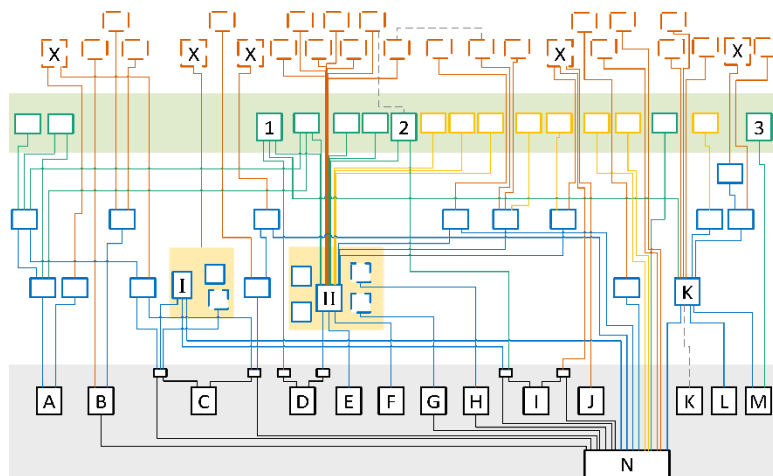 X X X X X
1 2 3
I II K
A B C D E F G H I J K L M
N